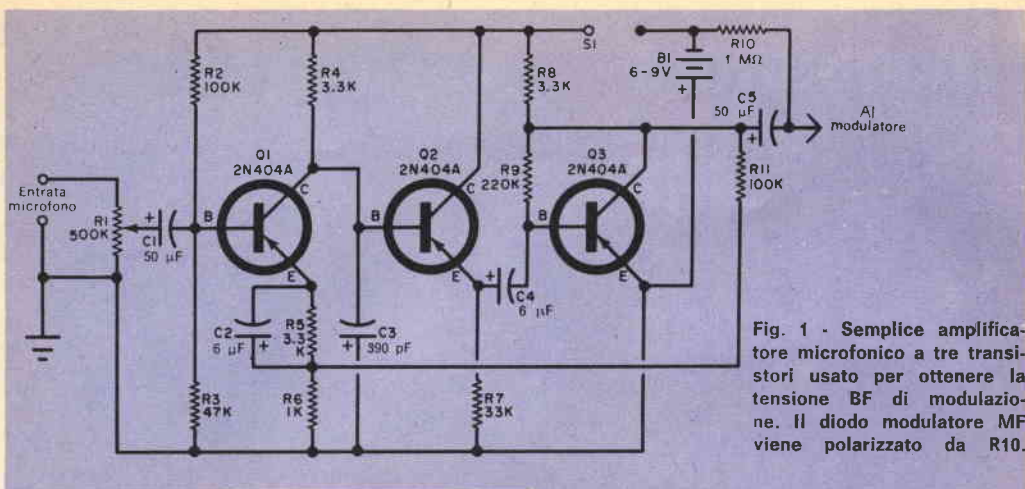 R2
100K
R4
3.3K
S1
B1
6-9V
+
R10
1 MΩ
R8
3.3K
C5
50 µF
+
Al
modulatore
Q1
2N404A
Q2
2N404A
Q3
2N404A
R9
220K
R11
100K
Entrata
microfono
R1
500K
+
C1
50 µF
B
C
E
B
C
E
B
C
E
+
C4
6 µF
C2
6 µF
+
R5
3.3
K
C3
+
390 pF
R3
47K
R6
1K
R7
33K
Fig. 1 - Semplice amplifica-
tore microfonico a tre transi-
stori usato per ottenere la
tensione BF di modulazio-
ne. Il diodo modulatore MF
viene polarizzato da R10.